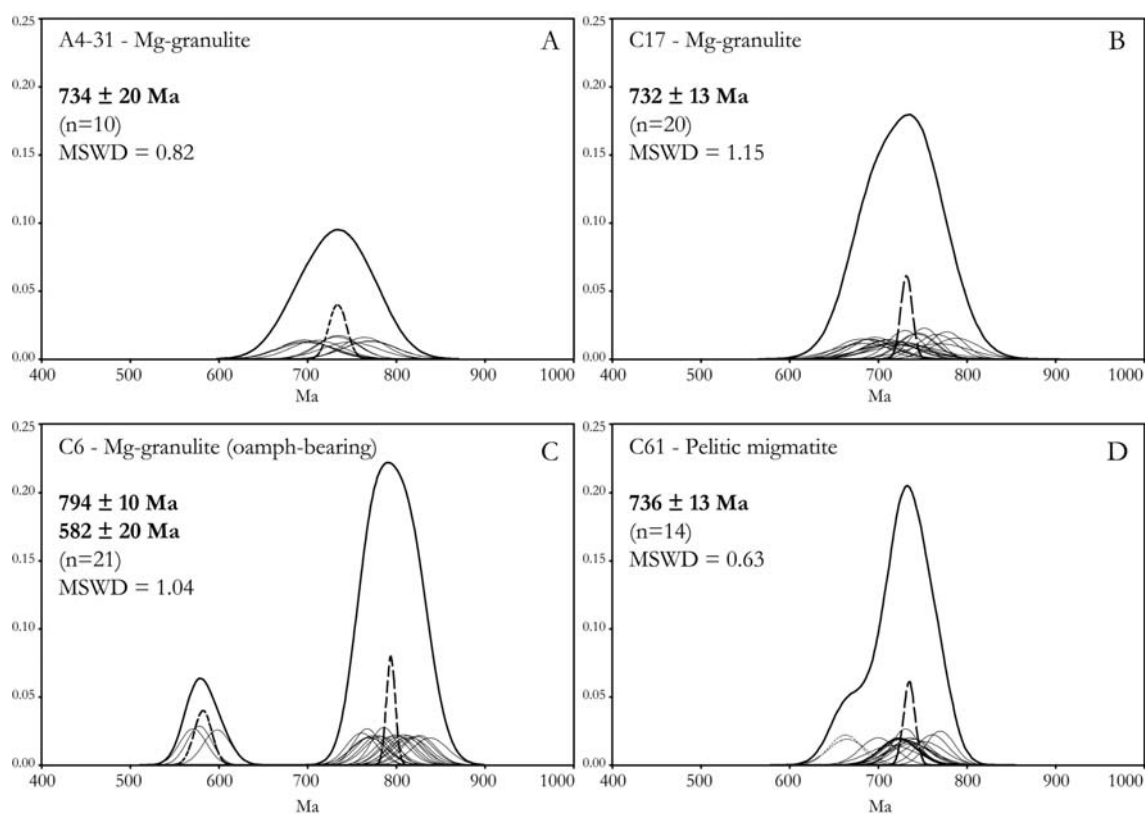 A4-31 - Mg-granulite
A
734 ± 20 Ma
(n=10)
MSWD = 0.82
0.25
0.20
0.15
0.10
0.05
0.00
400 500 600 700 800 900 1000
Ma
C17 - Mg-granulite
B
732 ± 13 Ma
(n=20)
MSWD = 1.15
0.25
0.20
0.15
0.10
0.05
0.00
400 500 600 700 800 900 1000
Ma
C6 - Mg-granulite (oamph-bearing)
C
794 ± 10 Ma
582 ± 20 Ma
(n=21)
MSWD = 1.04
0.25
0.20
0.15
0.10
0.05
0.00
400 500 600 700 800 900 1000
Ma
C61 - Pelitic migmatite
D
736 ± 13 Ma
(n=14)
MSWD = 0.63
0.25
0.20
0.15
0.10
0.05
0.00
400 500 600 700 800 900 1000
Ma